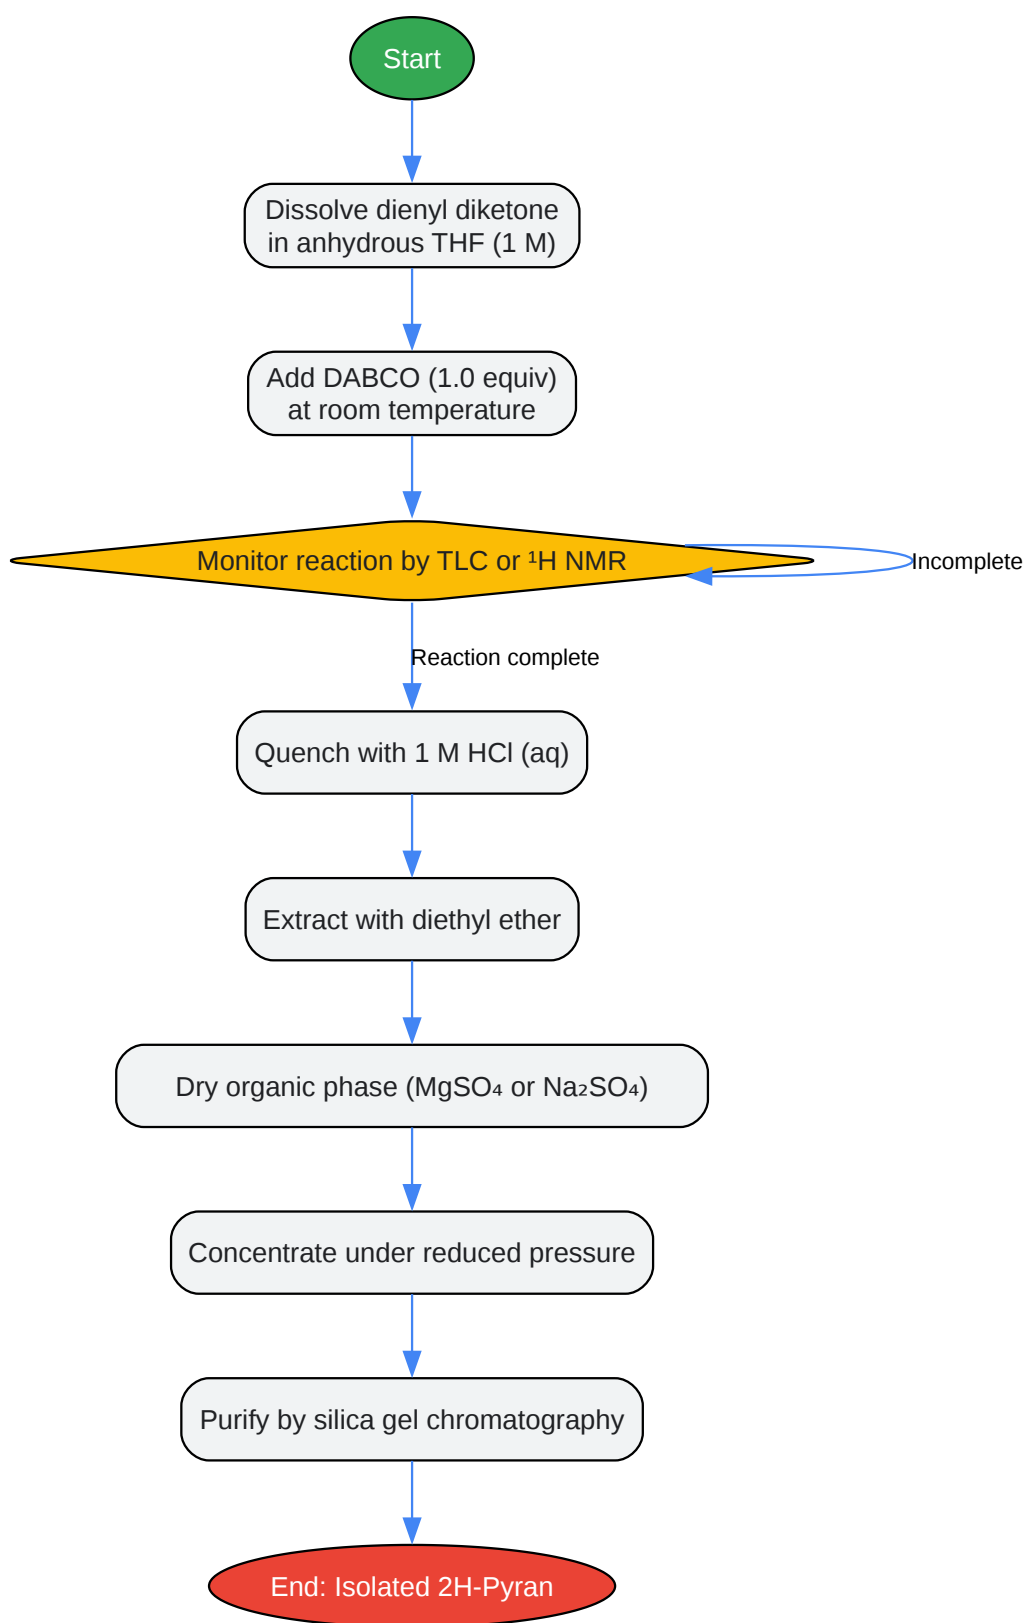 Start
Dissolve dienyl diketone
in anhydrous THF (1 M)
Add DABCO (1.0 equiv)
at room temperature
Monitor reaction by TLC or ¹H NMR
Incomplete
Reaction complete
Quench with 1 M HCl (aq)
Extract with diethyl ether
Dry organic phase (MgSO₄ or Na₂SO₄)
Concentrate under reduced pressure
Purify by silica gel chromatography
End: Isolated 2H-Pyran